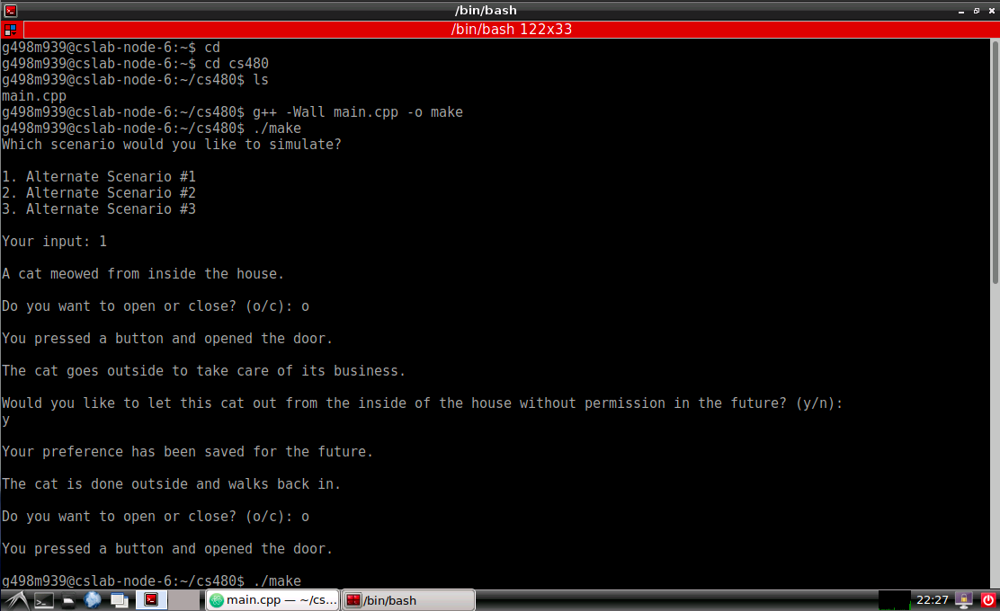 /bin/bash
/bin/bash 122x33
g498m939@cslab-node-6:~$ cd
g498m939@cslab-node-6:~$ cd cs480
g498m939@cslab-node-6:~/cs480$ ls
main.cpp
g498m939@cslab-node-6:~/cs480$ g++ -Wall main.cpp -o make
g498m939@cslab-node-6:~/cs480$ ./make
Which scenario would you like to simulate?
1. Alternate Scenario #1
2. Alternate Scenario #2
3. Alternate Scenario #3
Your input: 1
A cat meowed from inside the house.
Do you want to open or close? (o/c): o
You pressed a button and opened the door.
The cat goes outside to take care of its business.
Would you like to let this cat out from the inside of the house without permission in the future? (y/n):
y
Your preference has been saved for the future.
The cat is done outside and walks back in.
Do you want to open or close? (o/c): o
You pressed a button and opened the door.
g498m939@cslab-node-6:~/cs480$ ./make
main.cpp — ~/cs... /bin/bash 22:27